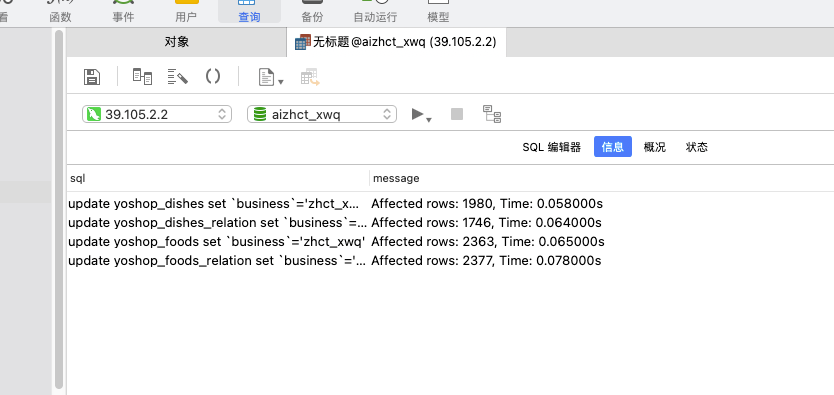 看 函数 事件 用户 查询 备份 自动运行 模型
对象 无标题 @aizhct_xwq (39.105.2.2)
39.105.2.2 aizhct_xwq
SQL 编辑器 信息 概况 状态
sql message
update yoshop_dishes set `business`='zhct_x... Affected rows: 1980, Time: 0.058000s
update yoshop_dishes_relation set `business`=... Affected rows: 1746, Time: 0.064000s
update yoshop_foods set `business`='zhct_xwq' Affected rows: 2363, Time: 0.065000s
update yoshop_foods_relation set `business`='... Affected rows: 2377, Time: 0.078000s